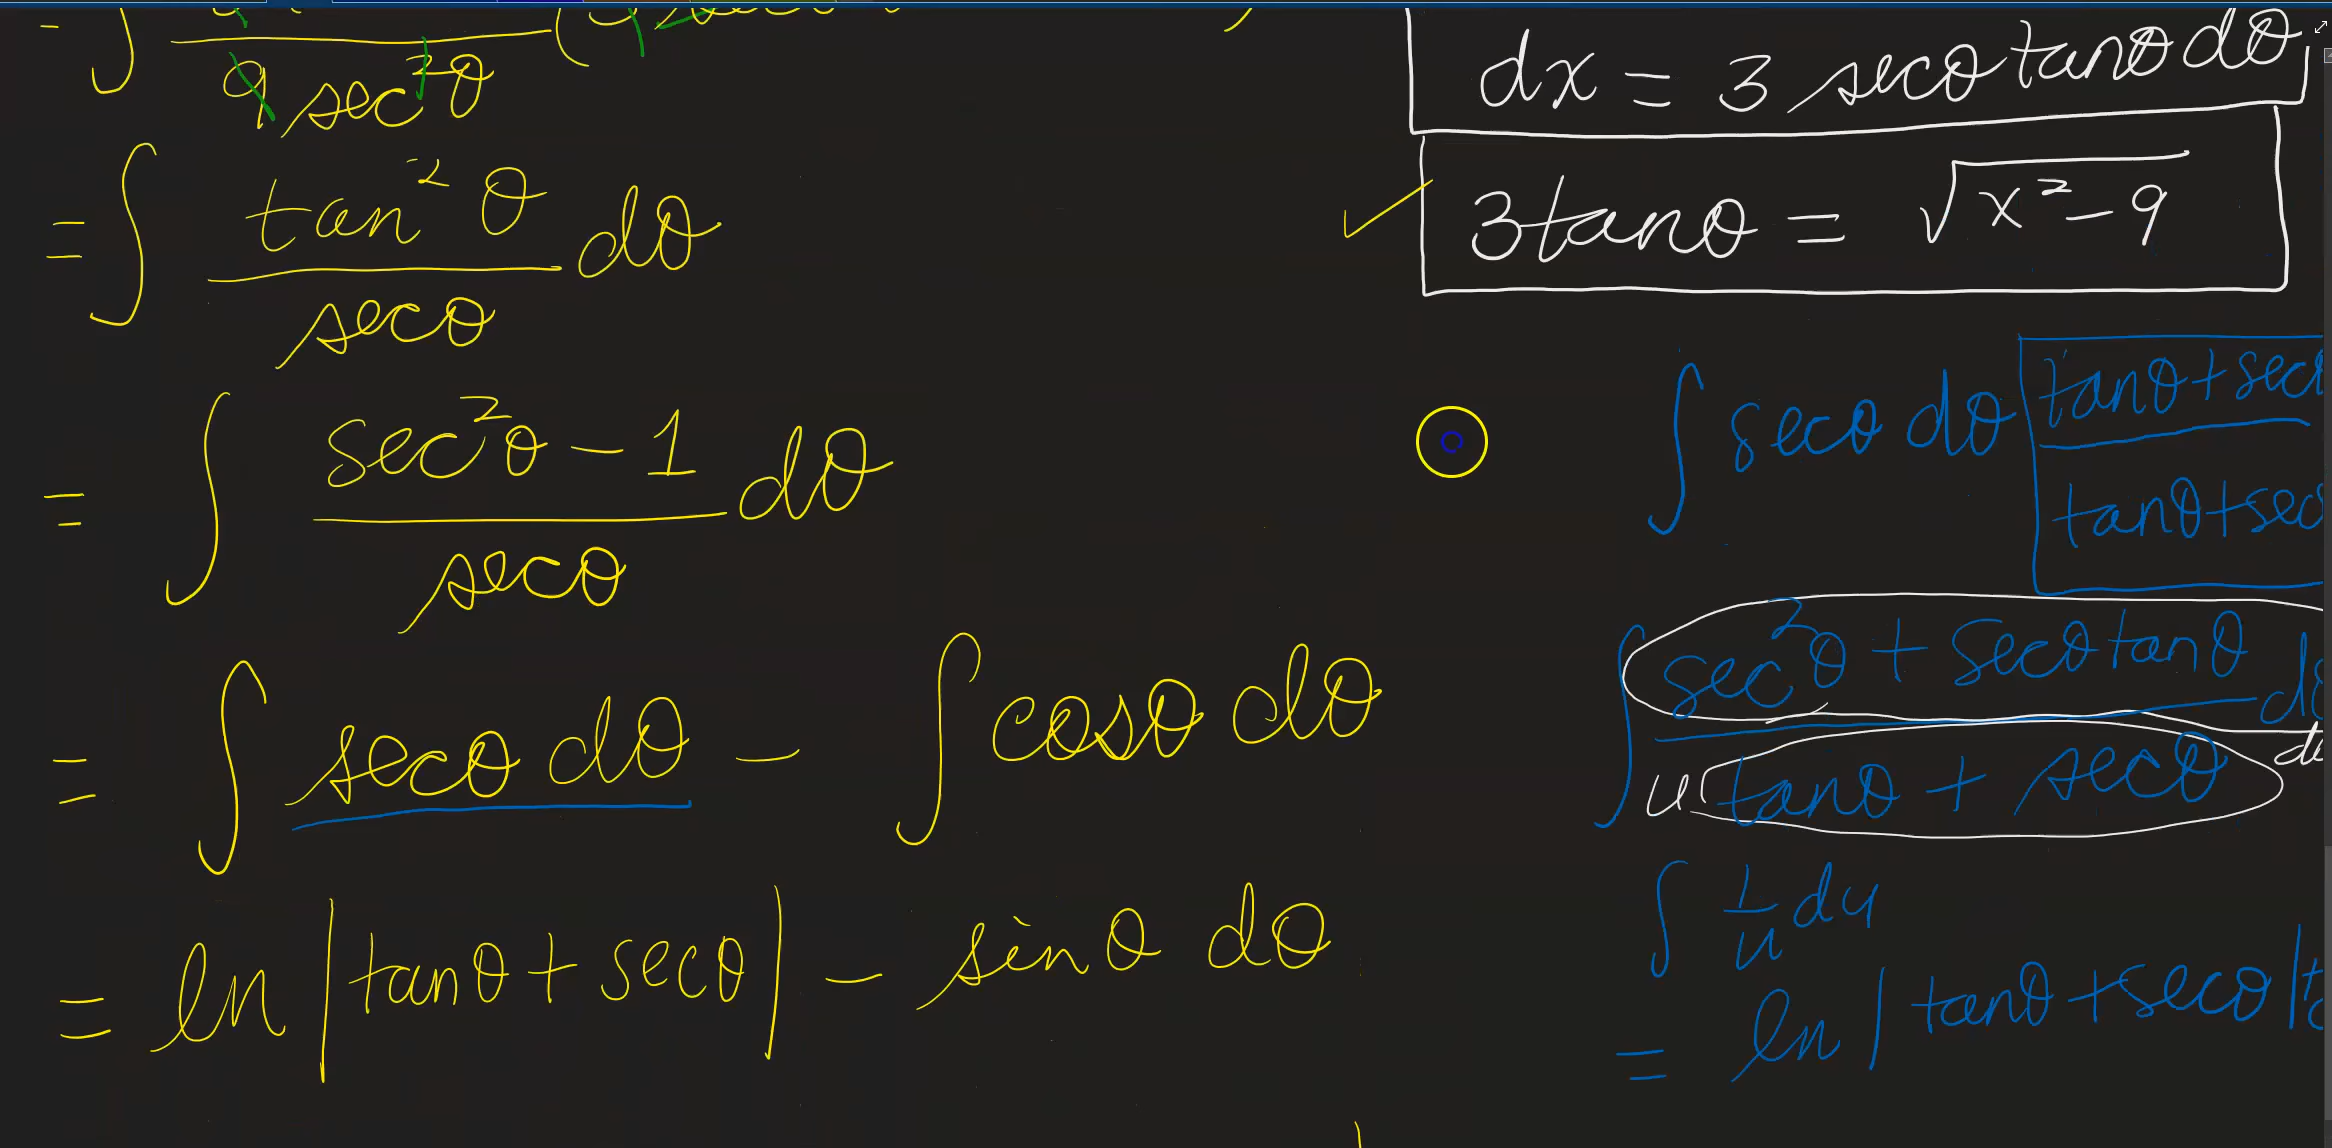 9 sec²θ
dx = 3 secθ tanθ dθ
= ∫ tan²θ / secθ dθ
3tanθ = √(x² - 9)
= ∫ (sec²θ - 1) / secθ dθ
= ∫ secθ dθ - ∫ cosθ dθ
= ln |tanθ + secθ| - sinθ dθ
∫ secθ dθ
tanθ + sec
tanθ + sec
∫ (sec²θ + secθ tanθ) / (tanθ + secθ)
u
∫ 1/u du
= ln | tanθ + secθ | +